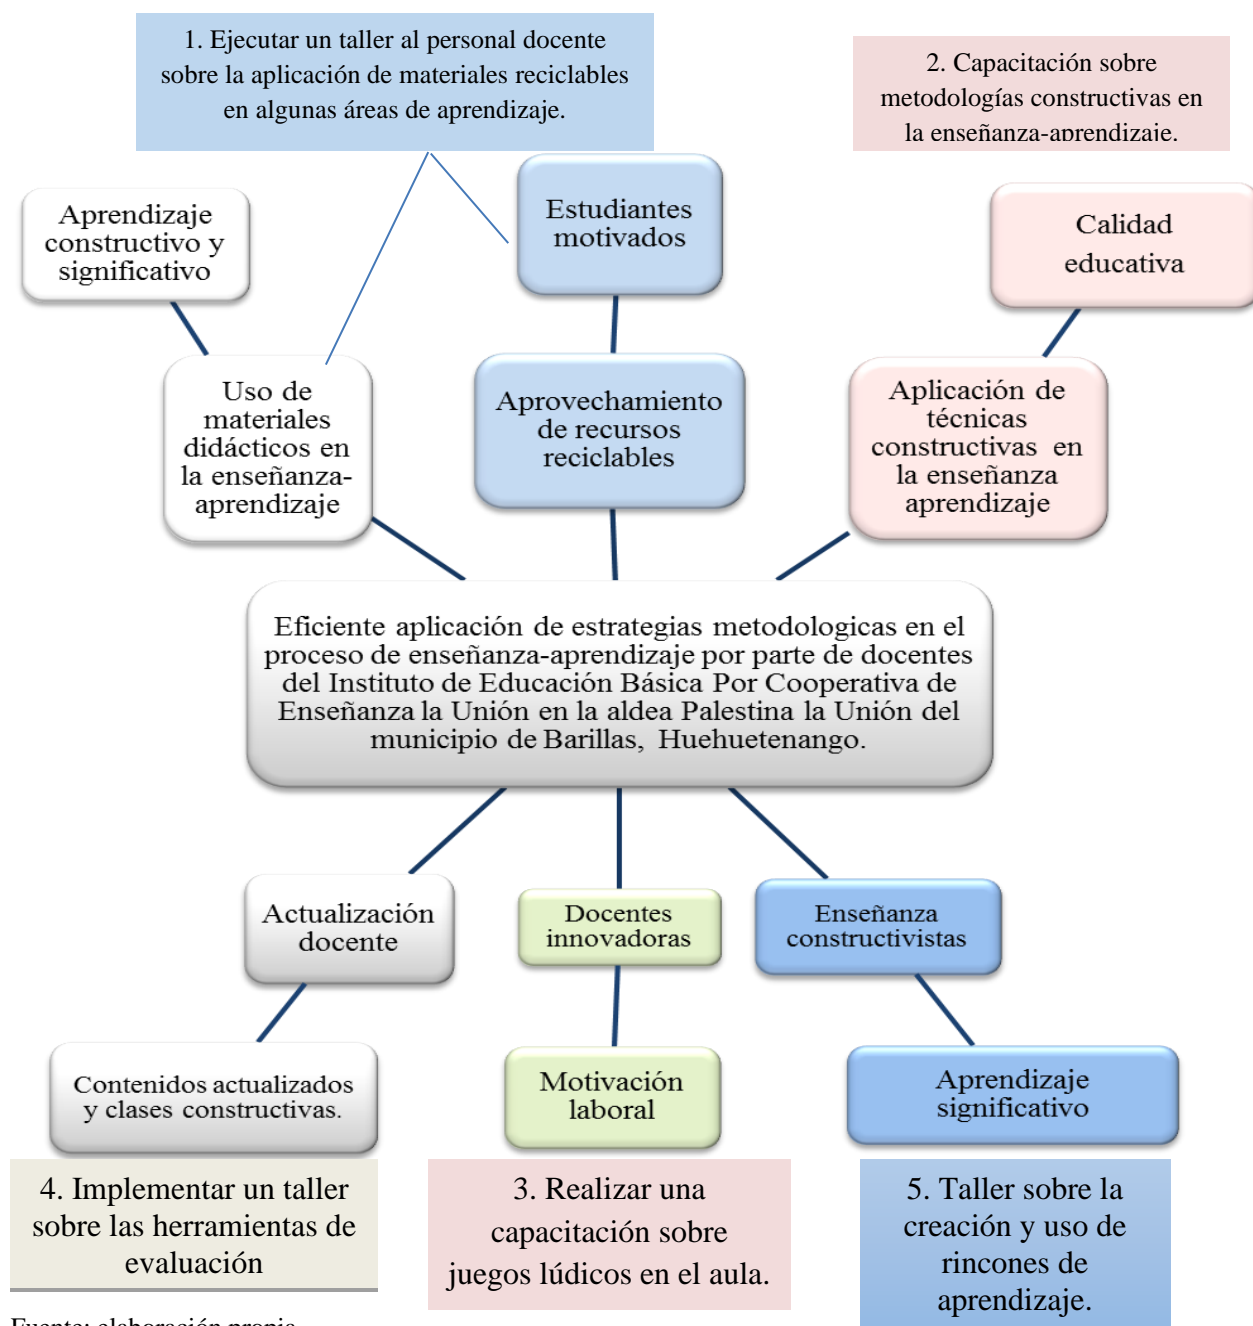 1. Ejecutar un taller al personal docente
sobre la aplicación de materiales reciclables
en algunas áreas de aprendizaje.
2. Capacitación sobre
metodologías constructivas en
la enseñanza-aprendizaje.
Aprendizaje
constructivo y
significativo
Estudiantes
motivados
Calidad
educativa
Uso de
materiales
didácticos en
la enseñanza-
aprendizaje
Aprovechamiento
de recursos
reciclables
Aplicación de
técnicas
constructivas en
la enseñanza
aprendizaje
Eficiente aplicación de estrategias metodologicas en el
proceso de enseñanza-aprendizaje por parte de docentes
del Instituto de Educación Básica Por Cooperativa de
Enseñanza la Unión en la aldea Palestina la Unión del
municipio de Barillas, Huehuetenango.
Actualización
docente
Docentes
innovadoras
Enseñanza
constructivistas
Contenidos actualizados
y clases constructivas.
Motivación
laboral
Aprendizaje
significativo
4. Implementar un taller
sobre las herramientas de
evaluación
3. Realizar una
capacitación sobre
juegos lúdicos en el aula.
5. Taller sobre la
creación y uso de
rincones de
aprendizaje.
Fuente: elaboración propia